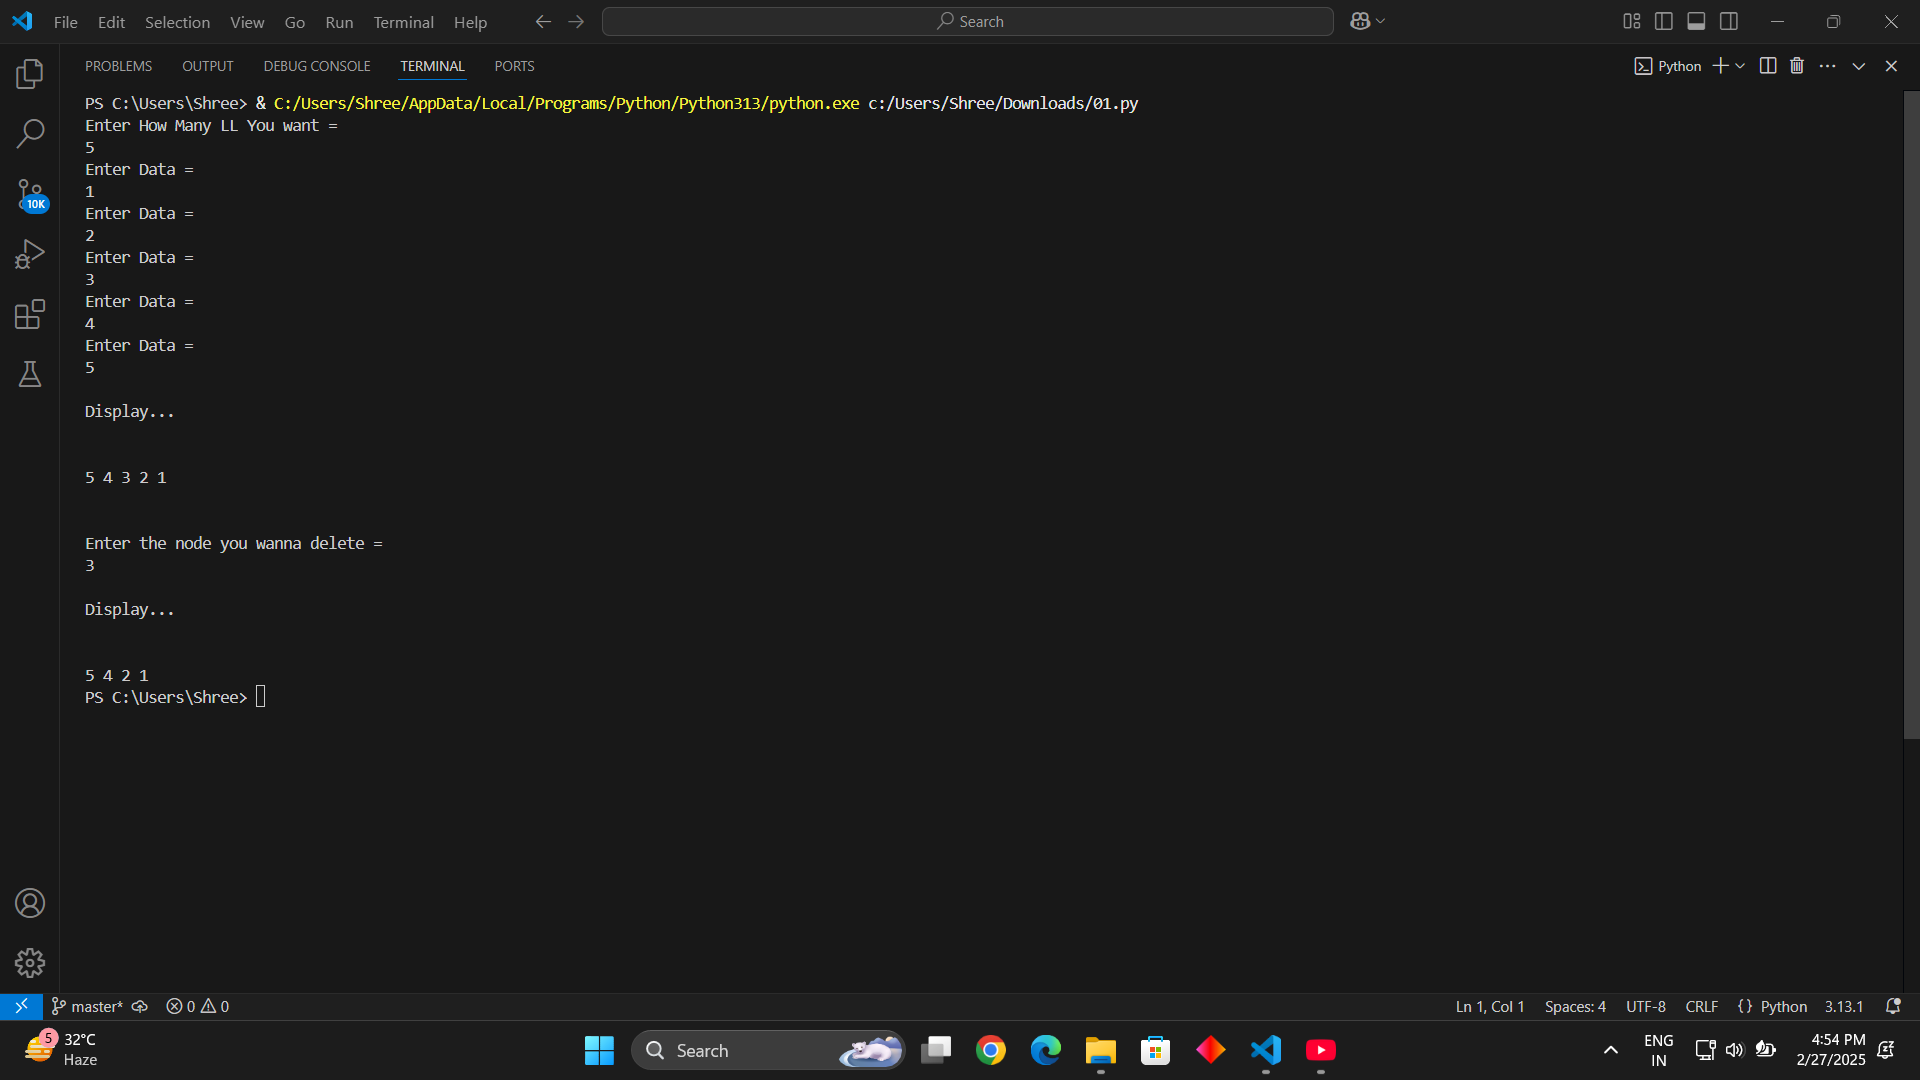 File Edit Selection View Go Run Terminal Help Search
PROBLEMS OUTPUT DEBUG CONSOLE TERMINAL PORTS Python
PS C:\Users\Shree> & C:/Users/Shree/AppData/Local/Programs/Python/Python313/python.exe c:/Users/Shree/Downloads/01.py
Enter How Many LL You want =
5
Enter Data =
1
Enter Data =
2
Enter Data =
3
Enter Data =
4
Enter Data =
5
Display...
5 4 3 2 1
Enter the node you wanna delete =
3
Display...
5 4 2 1
PS C:\Users\Shree>
10K
master* 0 0 Ln 1, Col 1 Spaces: 4 UTF-8 CRLF {} Python 3.13.1
5 32°C
Haze
Search
ENG
IN
4:54 PM
2/27/2025